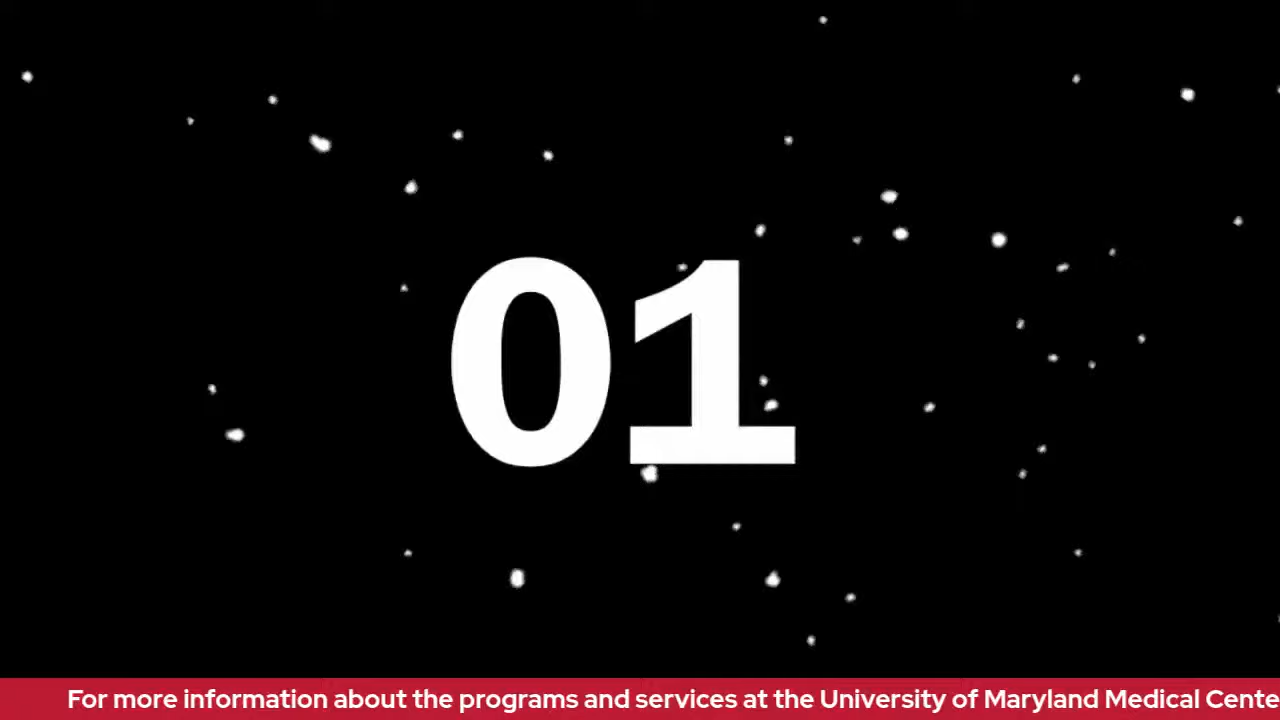 01
For more information about the programs and services at the University of Maryland Medical Cente